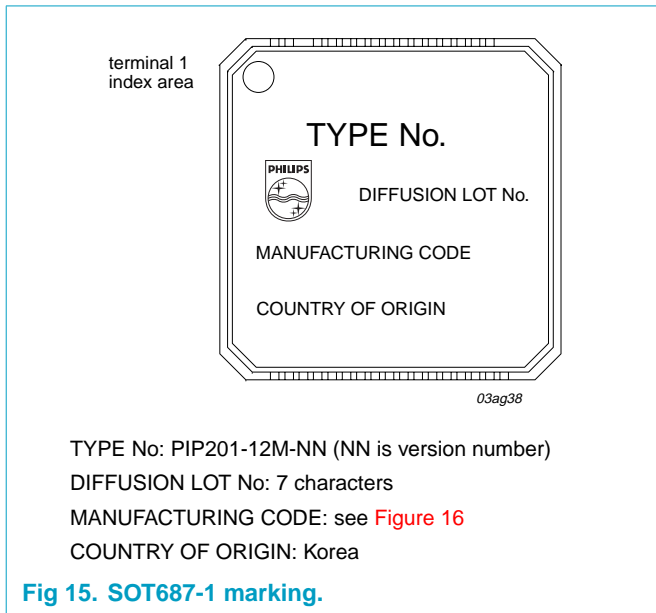 terminal 1
index area
TYPE No.
PHILIPS
DIFFUSION LOT No.
MANUFACTURING CODE
COUNTRY OF ORIGIN
03ag38
TYPE No: PIP201-12M-NN (NN is version number)
DIFFUSION LOT No: 7 characters
MANUFACTURING CODE: see Figure 16
COUNTRY OF ORIGIN: Korea
Fig 15. SOT687-1 marking.